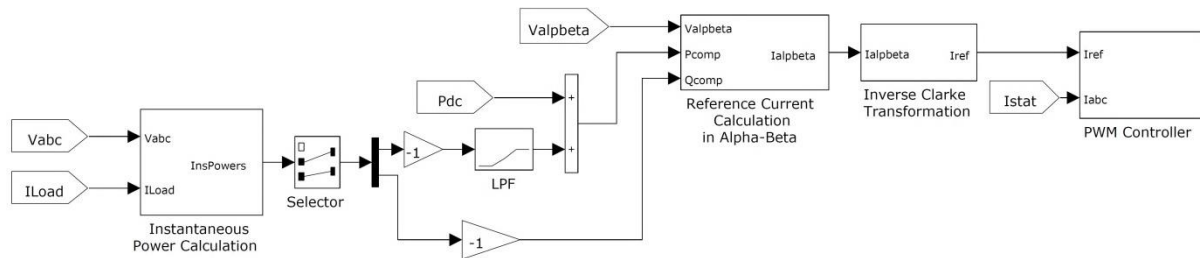 Valpbeta
Valpbeta
Pcomp
Ialpbeta
Qcomp
Reference Current
Calculation
in Alpha-Beta
Ialpbeta
Iref
Inverse Clarke
Transformation
Iref
Iabc
Istat
PWM Controller
Pdc
+
+
Vabc
ILoad
Vabc
InsPowers
ILoad
Instantaneous
Power Calculation
Selector
-1
LPF
-1